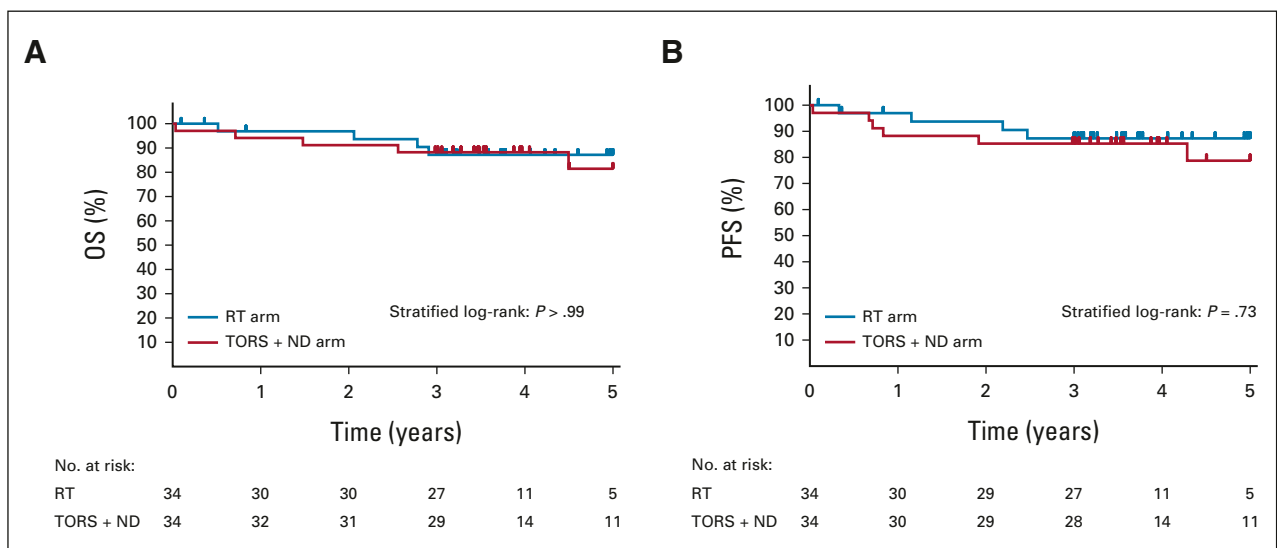 A
OS (%)
100
90
80
70
60
50
40
30
20
10
RT arm
TORS + ND arm
Stratified log-rank: P > .99
0 1 2 3 4 5
Time (years)
No. at risk:
RT 34 30 30 27 11 5
TORS + ND 34 32 31 29 14 11
B
PFS (%)
100
90
80
70
60
50
40
30
20
10
RT arm
TORS + ND arm
Stratified log-rank: P = .73
0 1 2 3 4 5
Time (years)
No. at risk:
RT 34 30 29 27 11 5
TORS + ND 34 30 29 28 14 11